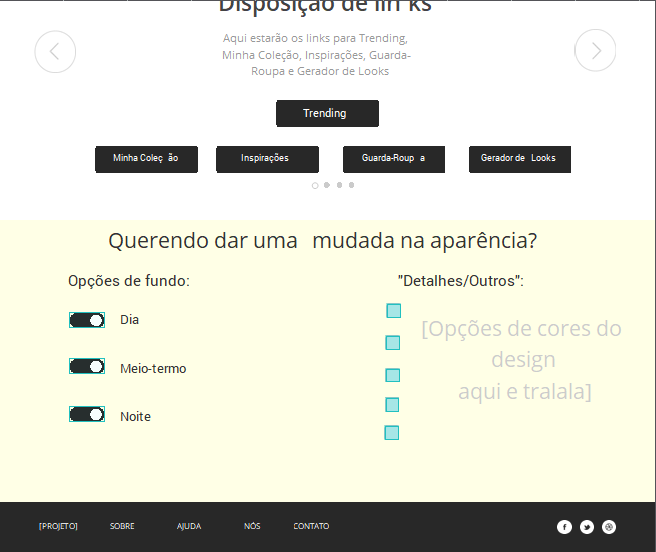 Disposição de links
Aqui estarão os links para Trending,
Minha Coleção, Inspirações, Guarda-
Roupa e Gerador de Looks
Trending
Minha Coleç ão
Inspirações
Guarda-Roup a
Gerador de Looks
Querendo dar uma mudada na aparência?
Opções de fundo:
"Detalhes/Outros":
Dia
Meio-termo
Noite
[Opções de cores do
design
aqui e tralala]
[PROJETO] SOBRE AJUDA NÓS CONTATO